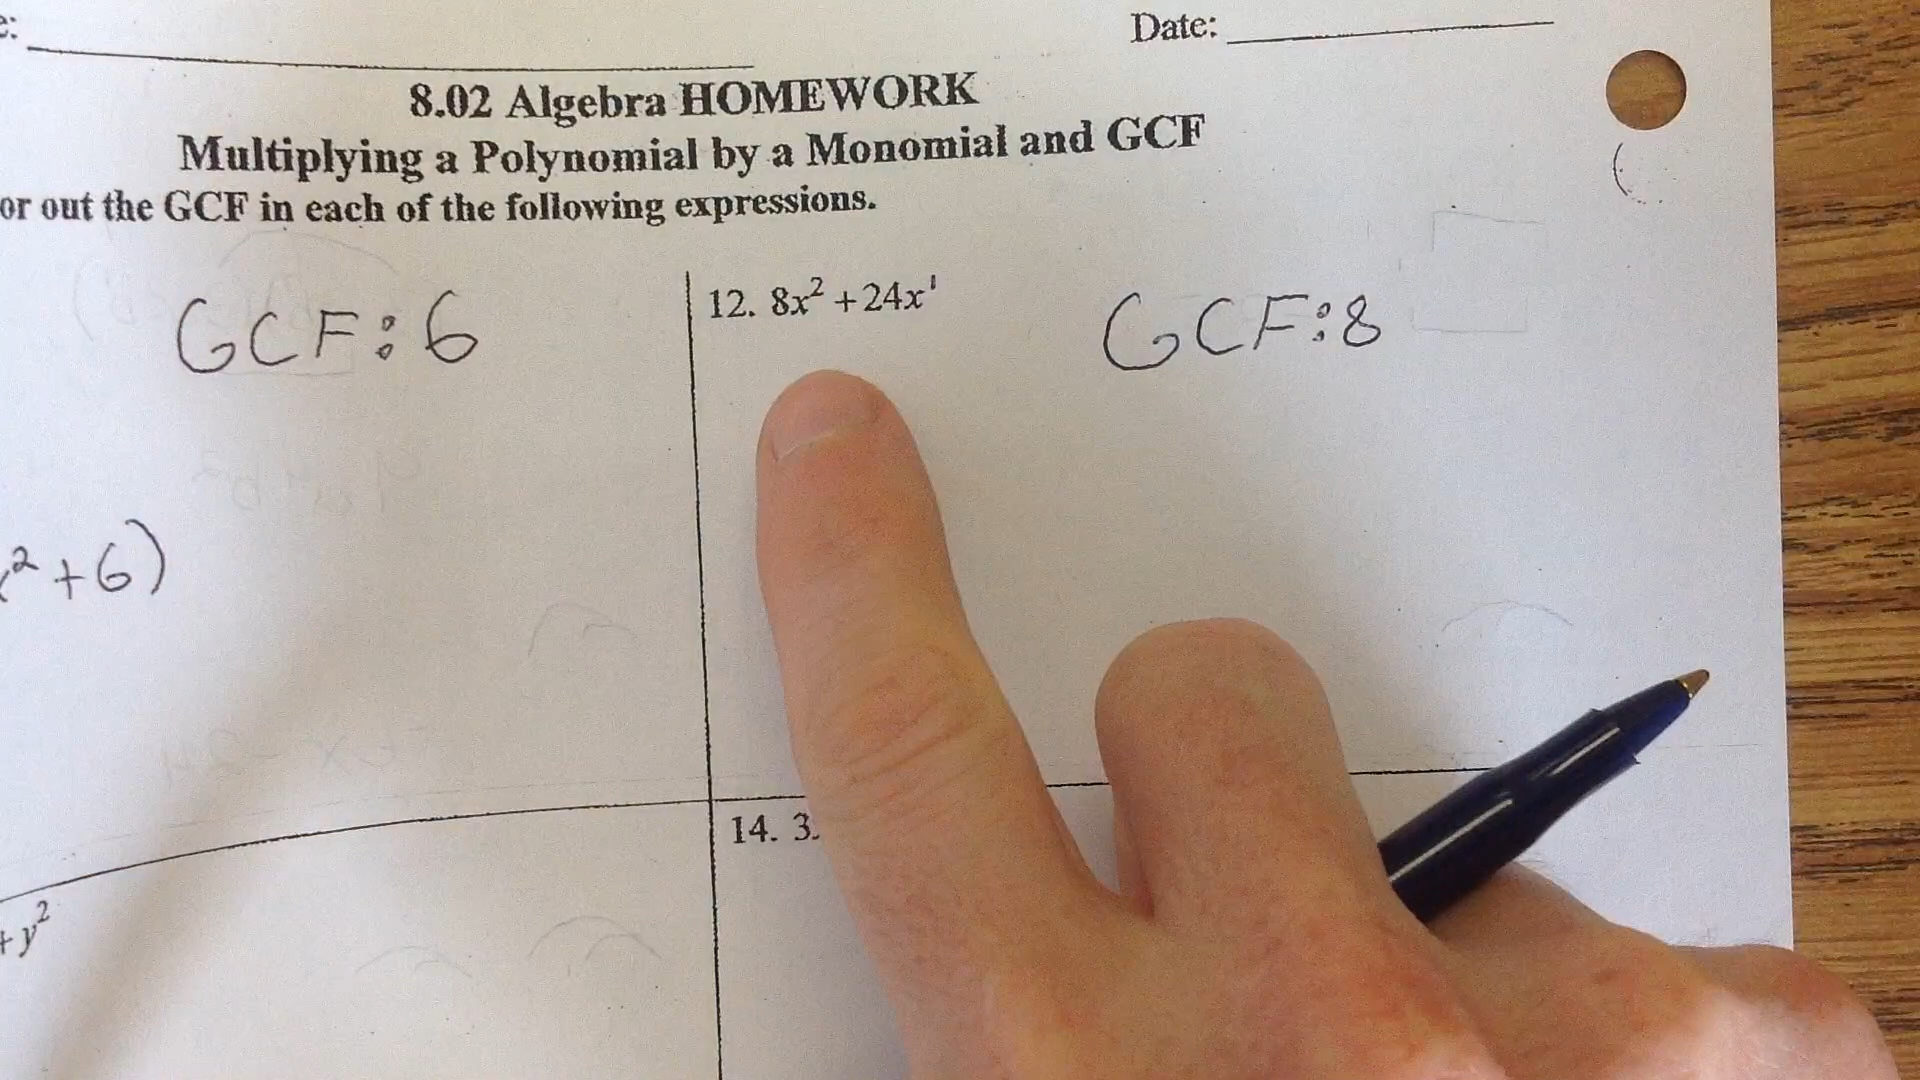 e: Date:
8.02 Algebra HOMEWORK
Multiplying a Polynomial by a Monomial and GCF
or out the GCF in each of the following expressions.
GCF: 6
12. 8x² + 24x¹
GCF: 8
² + 6)
14. 3
+ y²